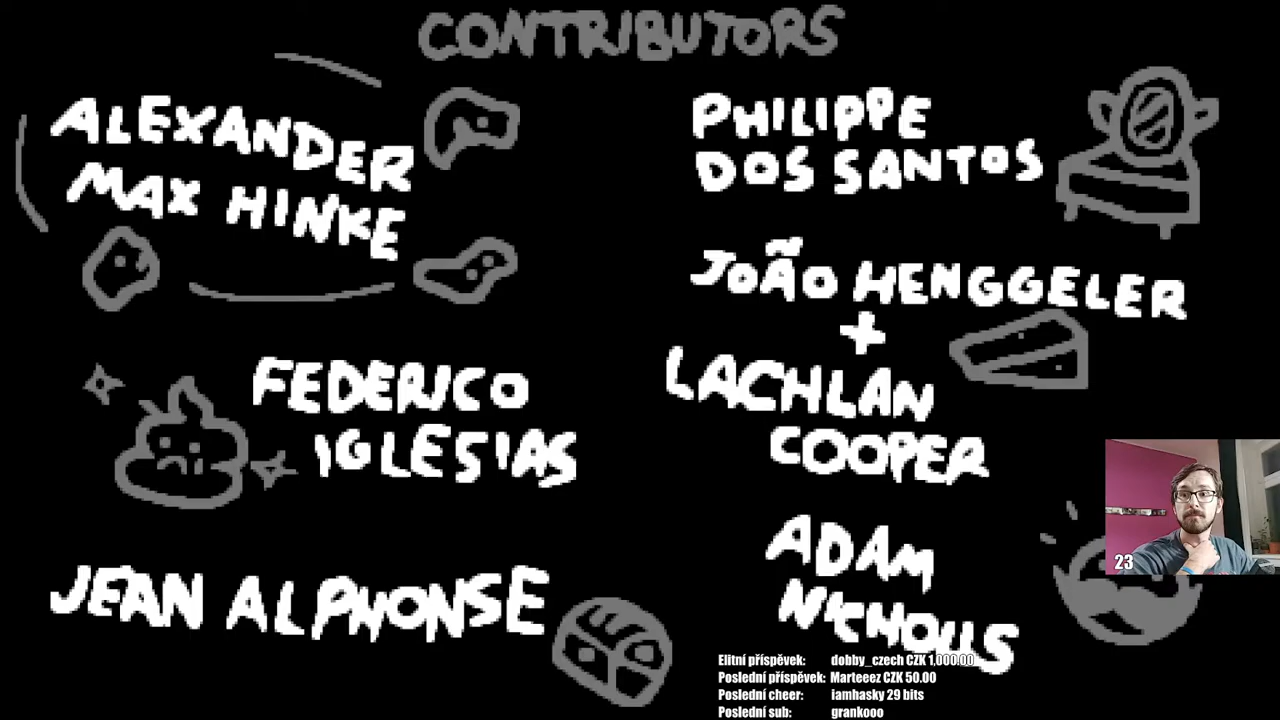 CONTRIBUTORS
ALEXANDER
MAX HINKE
FEDERICO
IGLESIAS
JEAN ALPHONSE
PHILIPPE
DOS SANTOS
JOÃO HENGGELER
+
LACHLAN
COOPER
ADAM
NICHOLLS
23
Elitní příspěvek: dobby_czech CZK 1,000.00
Poslední příspěvek: Marteeez CZK 50.00
Poslední cheer: iamhasky 29 bits
Poslední sub: grankooo